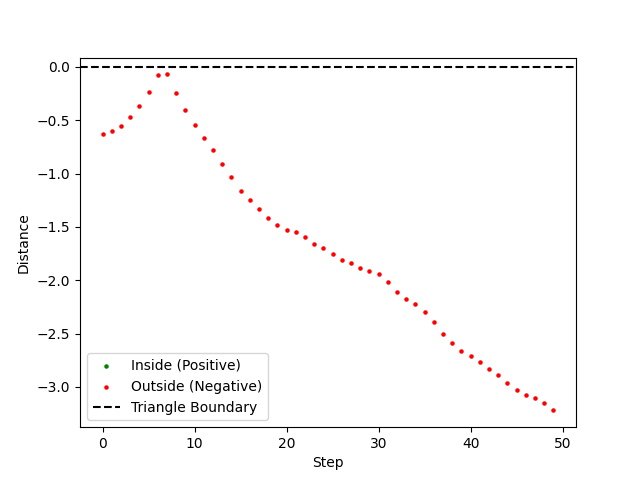 0.0
−0.5
−1.0
−1.5
−2.0
−2.5
−3.0
Distance
Inside (Positive)
Outside (Negative)
Triangle Boundary
0 10 20 30 40 50
Step